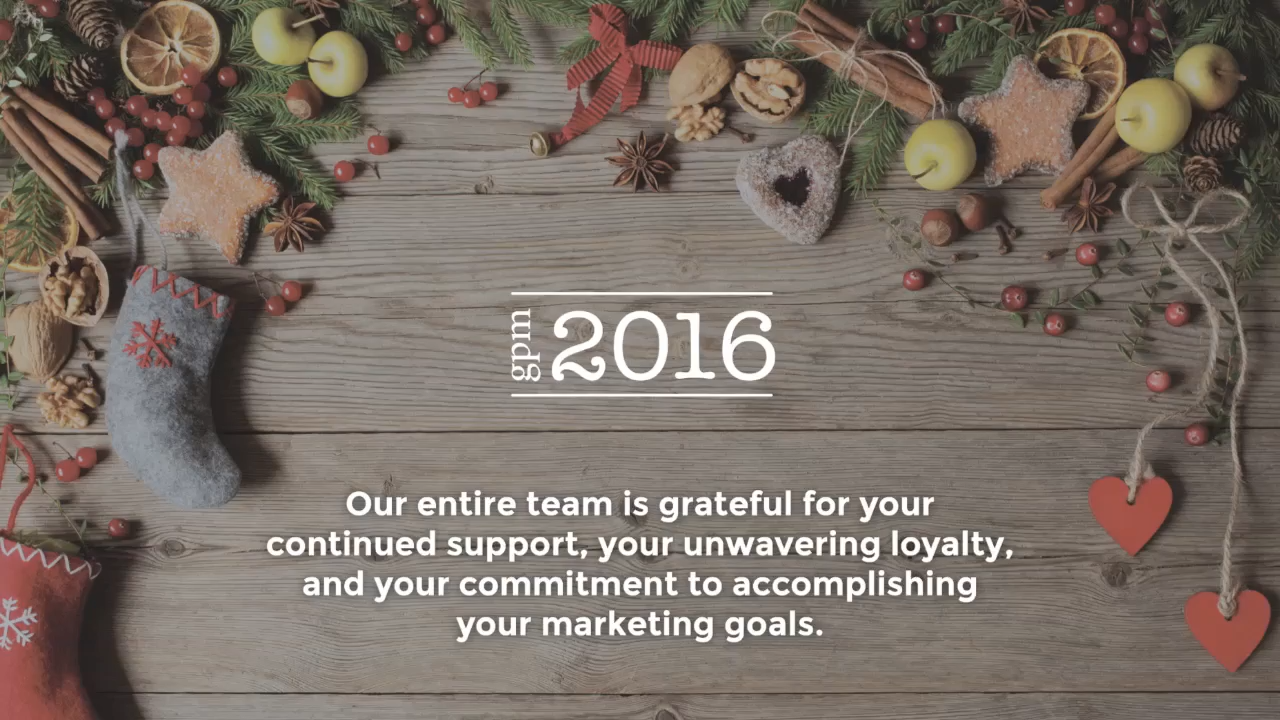 gpm 2016
Our entire team is grateful for your
continued support, your unwavering loyalty,
and your commitment to accomplishing
your marketing goals.